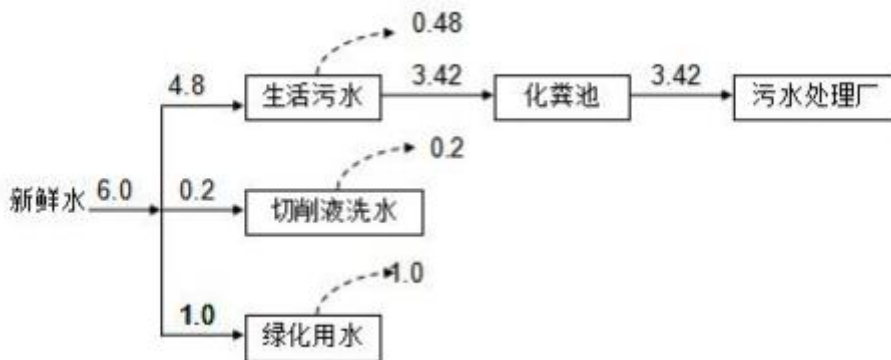 0.48
4.8 生活污水 3.42 化粪池 3.42 污水处理厂
0.2
新鲜水 6.0 0.2 切削液洗水
1.0
1.0 绿化用水